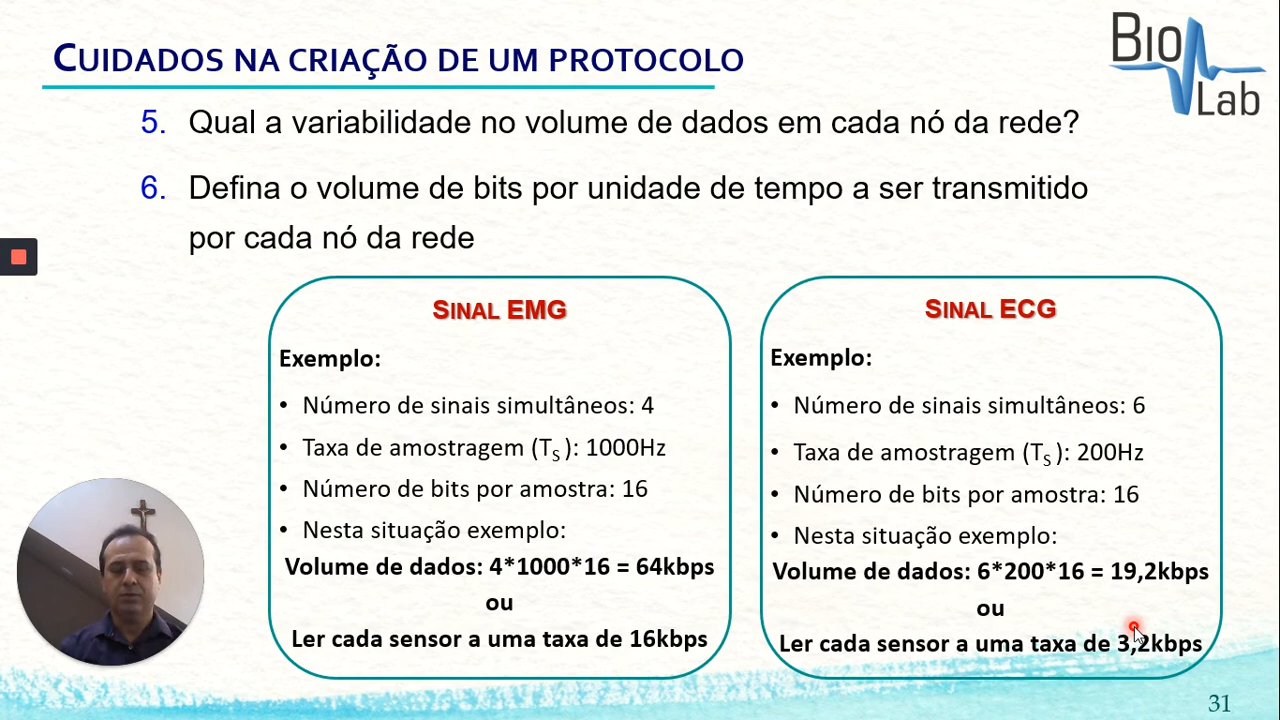 CUIDADOS NA CRIAÇÃO DE UM PROTOCOLO
BIO
Lab
5. Qual a variabilidade no volume de dados em cada nó da rede?
6. Defina o volume de bits por unidade de tempo a ser transmitido
por cada nó da rede
SINAL EMG
Exemplo:
• Número de sinais simultâneos: 4
• Taxa de amostragem (TS ): 1000Hz
• Número de bits por amostra: 16
• Nesta situação exemplo:
Volume de dados: 4*1000*16 = 64kbps
ou
Ler cada sensor a uma taxa de 16kbps
SINAL ECG
Exemplo:
• Número de sinais simultâneos: 6
• Taxa de amostragem (TS ): 200Hz
• Número de bits por amostra: 16
• Nesta situação exemplo:
Volume de dados: 6*200*16 = 19,2kbps
ou
Ler cada sensor a uma taxa de 3,2kbps
31